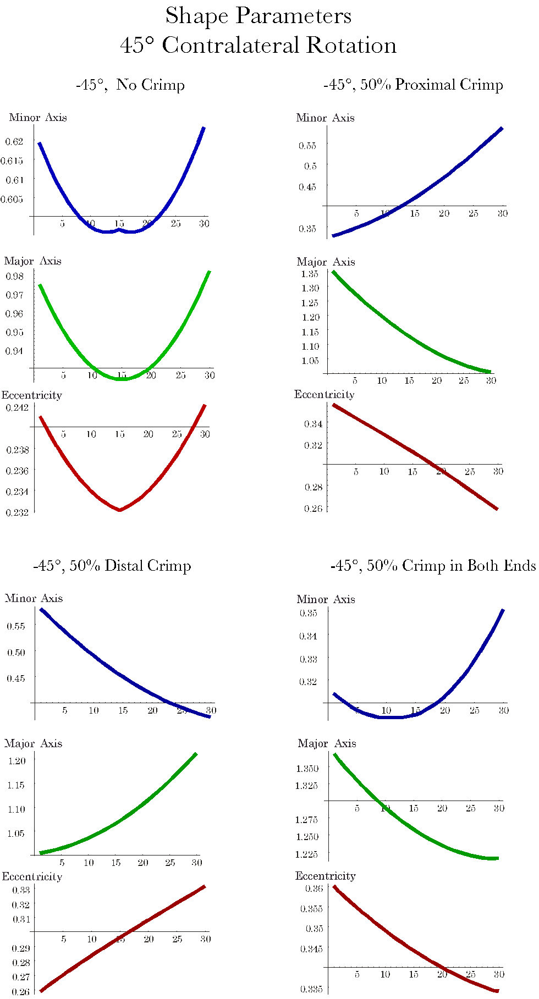 Shape Parameters
45° Contralateral Rotation
-45°, No Crimp
Minor Axis
0.62
0.615
0.61
0.605
5 10 15 20 25 30
Major Axis
0.98
0.97
0.96
0.95
0.94
5 10 15 20 25 30
Eccentricity
0.242
5 10 15 20 25 30
0.238
0.236
0.234
0.232
-45°, 50% Proximal Crimp
Minor Axis
0.55
0.5
0.45
5 10 15 20 25 30
0.35
Major Axis
1.35
1.30
1.25
1.20
1.15
1.10
1.05
5 10 15 20 25 30
Eccentricity
0.34
0.32
5 10 15 20 25 30
0.28
0.26
-45°, 50% Distal Crimp
Minor Axis
0.55
0.50
0.45
5 10 15 20 25 30
Major Axis
1.20
1.15
1.10
1.05
5 10 15 20 25 30
Eccentricity
0.33
0.32
0.31
5 10 15 20 25 30
0.29
0.28
0.27
0.26
-45°, 50% Crimp in Both Ends
Minor Axis
0.35
0.34
0.33
0.32
5 10 15 20 25 30
Major Axis
1.350
1.325
5 10 15 20 25 30
1.275
1.250
1.225
Eccentricity
0.36
0.355
0.35
0.345
5 10 15 20 25 30
0.335